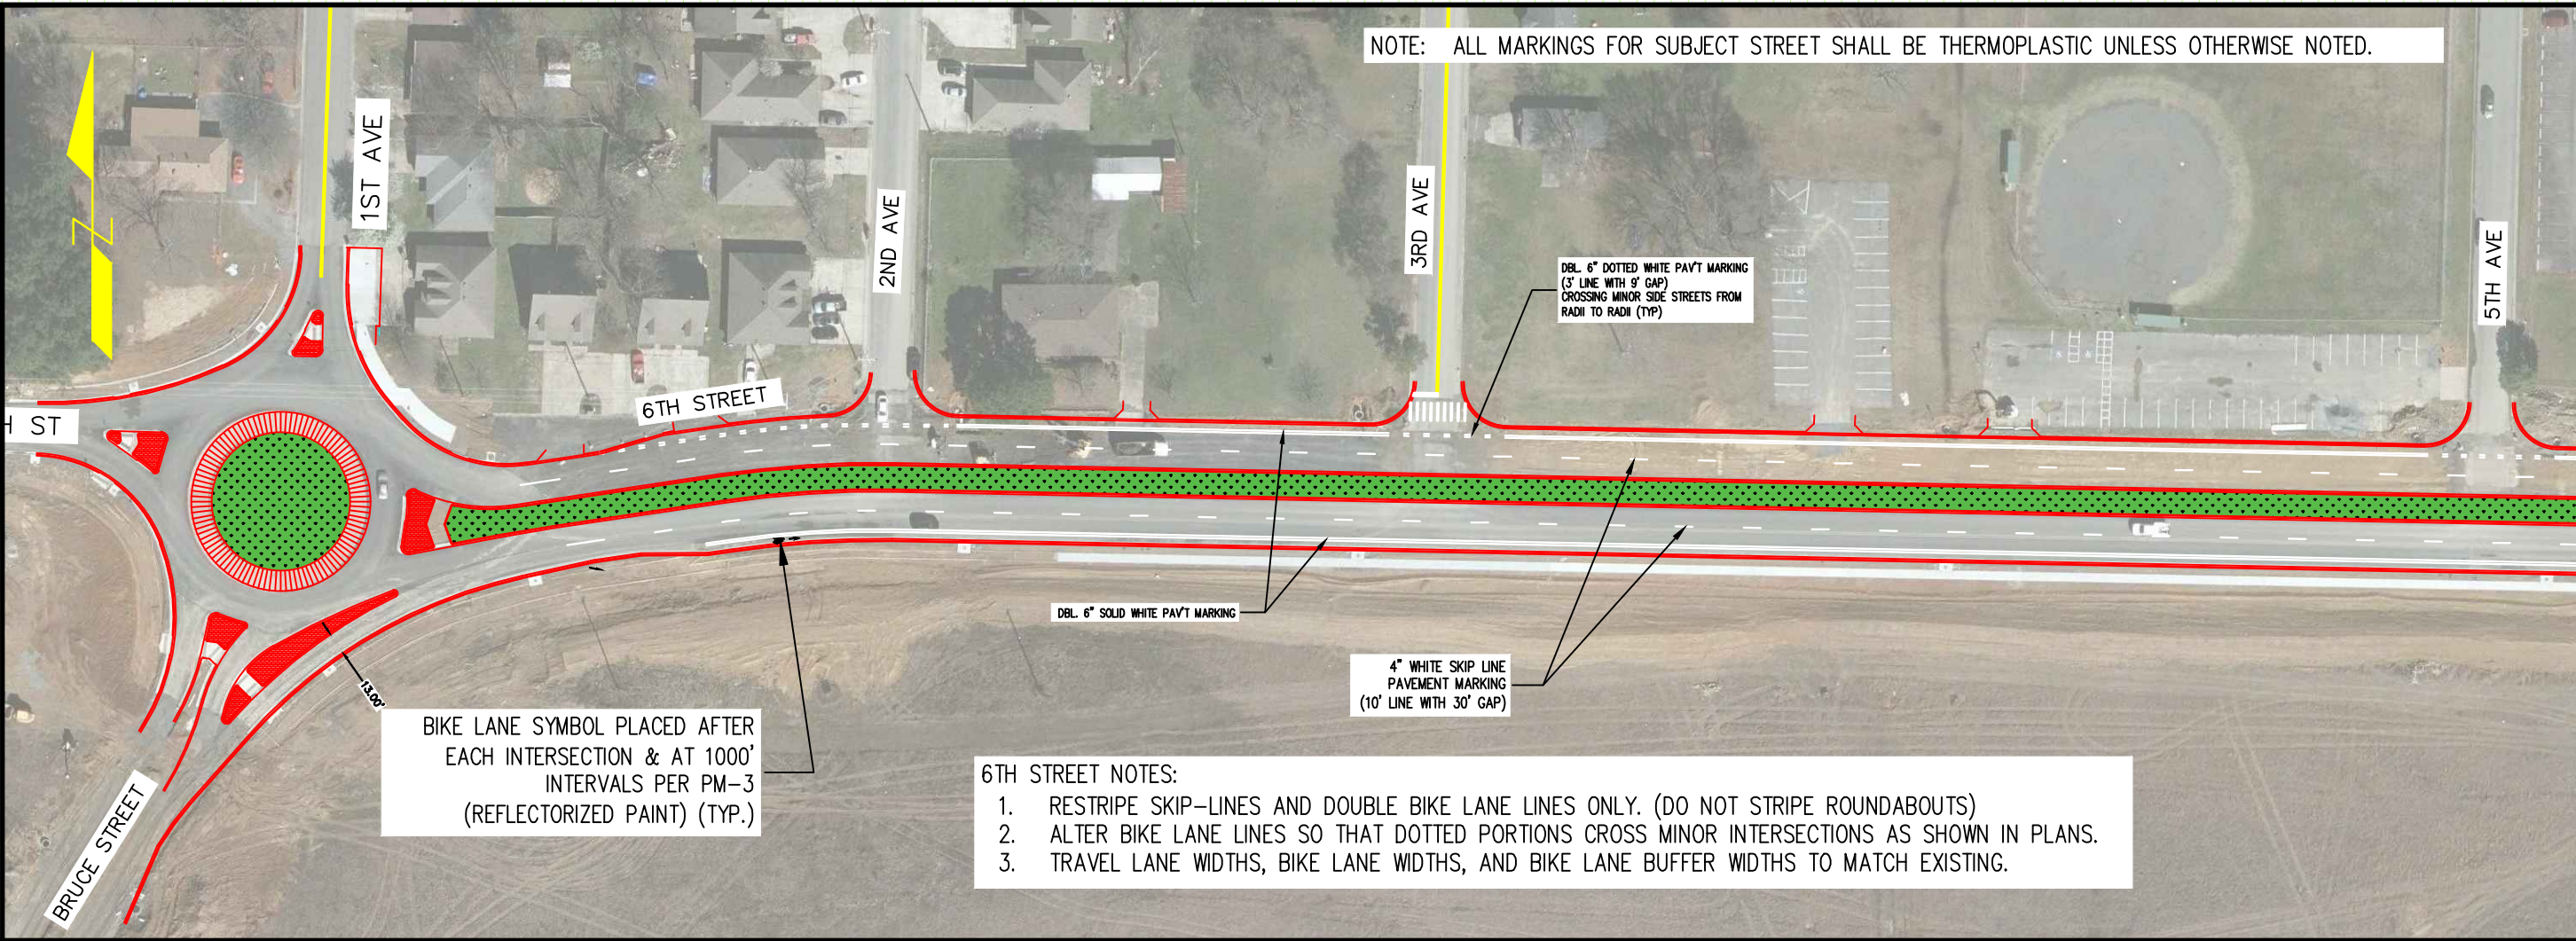 NOTE: ALL MARKINGS FOR SUBJECT STREET SHALL BE THERMOPLASTIC UNLESS OTHERWISE NOTED.
1ST AVE
2ND AVE
3RD AVE
5TH AVE
N
DBL. 6" DOTTED WHITE PAV'T MARKING
(3' LINE WITH 9' GAP)
CROSSING MINOR SIDE STREETS FROM
RADII TO RADII (TYP)
6TH STREET
H ST
DBL. 6" SOLID WHITE PAV'T MARKING
4" WHITE SKIP LINE
PAVEMENT MARKING
(10' LINE WITH 30' GAP)
13.00'
BIKE LANE SYMBOL PLACED AFTER
EACH INTERSECTION & AT 1000'
INTERVALS PER PM-3
(REFLECTORIZED PAINT) (TYP.)
BRUCE STREET
6TH STREET NOTES:
1. RESTRIPE SKIP-LINES AND DOUBLE BIKE LANE LINES ONLY. (DO NOT STRIPE ROUNDABOUTS)
2. ALTER BIKE LANE LINES SO THAT DOTTED PORTIONS CROSS MINOR INTERSECTIONS AS SHOWN IN PLANS.
3. TRAVEL LANE WIDTHS, BIKE LANE WIDTHS, AND BIKE LANE BUFFER WIDTHS TO MATCH EXISTING.